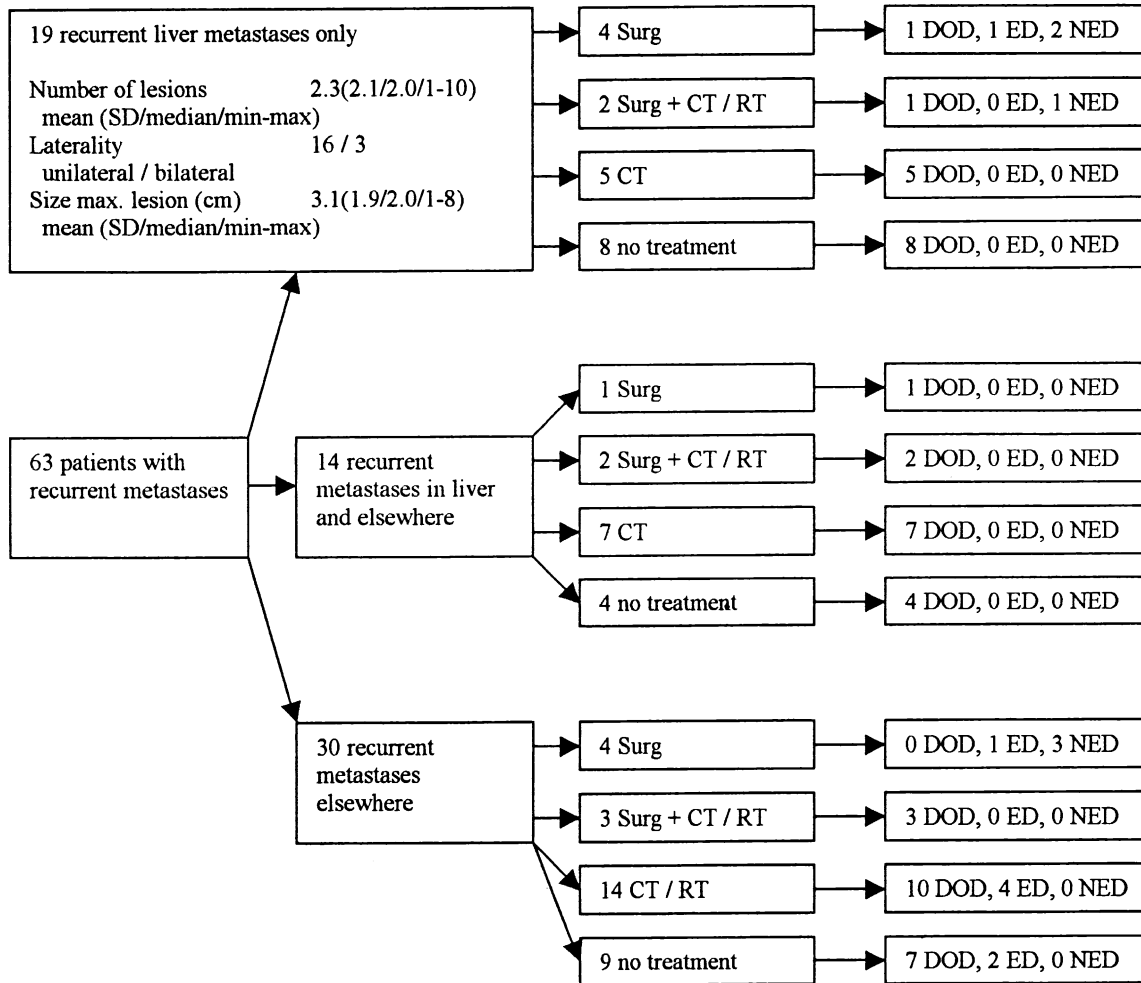 19 recurrent liver metastases only
Number of lesions 2.3(2.1/2.0/1-10)
mean (SD/median/min-max)
Laterality 16 / 3
unilateral / bilateral
Size max. lesion (cm) 3.1(1.9/2.0/1-8)
mean (SD/median/min-max)
4 Surg
1 DOD, 1 ED, 2 NED
2 Surg + CT / RT
1 DOD, 0 ED, 1 NED
5 CT
5 DOD, 0 ED, 0 NED
8 no treatment
8 DOD, 0 ED, 0 NED
63 patients with
recurrent metastases
14 recurrent
metastases in liver
and elsewhere
1 Surg
1 DOD, 0 ED, 0 NED
2 Surg + CT / RT
2 DOD, 0 ED, 0 NED
7 CT
7 DOD, 0 ED, 0 NED
4 no treatment
4 DOD, 0 ED, 0 NED
30 recurrent
metastases
elsewhere
4 Surg
0 DOD, 1 ED, 3 NED
3 Surg + CT / RT
3 DOD, 0 ED, 0 NED
14 CT / RT
10 DOD, 4 ED, 0 NED
9 no treatment
7 DOD, 2 ED, 0 NED